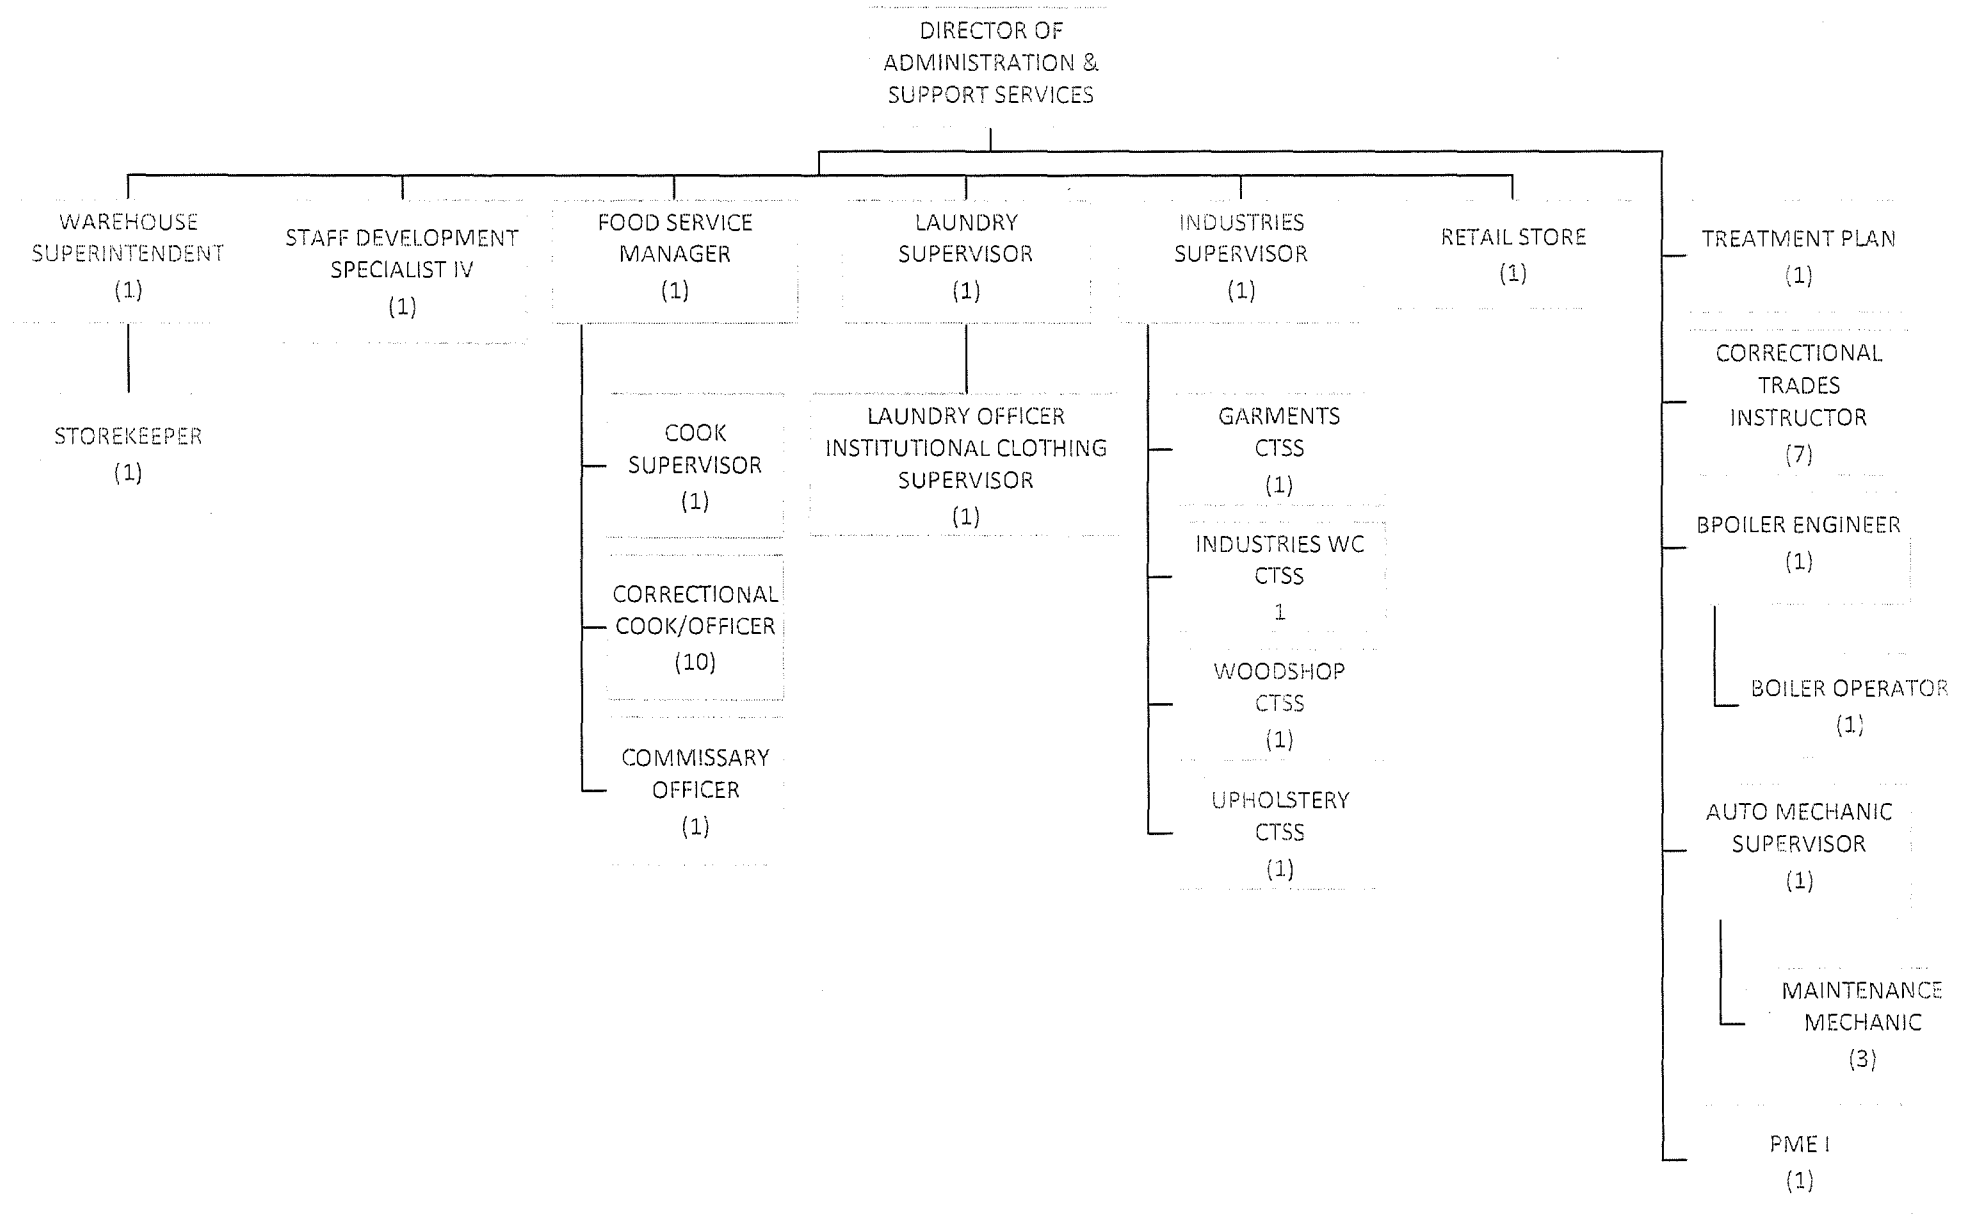 DIRECTOR OF
ADMINISTRATION &
SUPPORT SERVICES
WAREHOUSE
SUPERINTENDENT
(1)
STOREKEEPER
(1)
STAFF DEVELOPMENT
SPECIALIST IV
(1)
FOOD SERVICE
MANAGER
(1)
COOK
SUPERVISOR
(1)
CORRECTIONAL
COOK/OFFICER
(10)
COMMISSARY
OFFICER
(1)
LAUNDRY
SUPERVISOR
(1)
LAUNDRY OFFICER
INSTITUTIONAL CLOTHING
SUPERVISOR
(1)
INDUSTRIES
SUPERVISOR
(1)
GARMENTS
CTSS
(1)
INDUSTRIES WC
CTSS
1
WOODSHOP
CTSS
(1)
UPHOLSTERY
CTSS
(1)
RETAIL STORE
(1)
TREATMENT PLAN
(1)
CORRECTIONAL
TRADES
INSTRUCTOR
(7)
BPOILER ENGINEER
(1)
BOILER OPERATOR
(1)
AUTO MECHANIC
SUPERVISOR
(1)
MAINTENANCE
MECHANIC
(3)
PME I
(1)